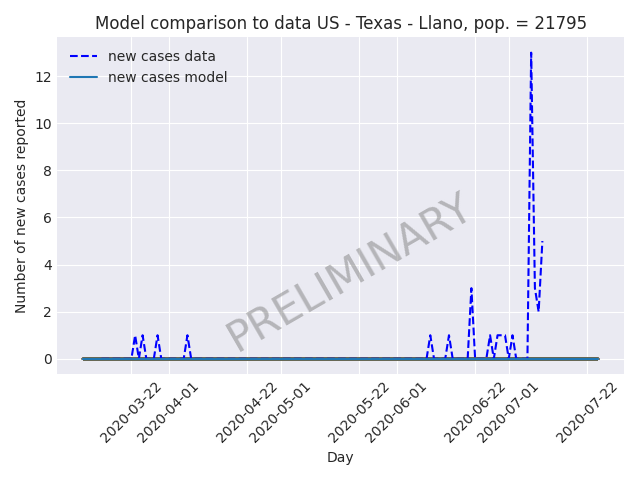 Model comparison to data US - Texas - Llano, pop. = 21795
new cases data
new cases model
Number of new cases reported
12
10
8
6
4
2
0
PRELIMINARY
2020-03-22
2020-04-01
2020-04-22
2020-05-01
2020-05-22
2020-06-01
2020-06-22
2020-07-01
2020-07-22
Day